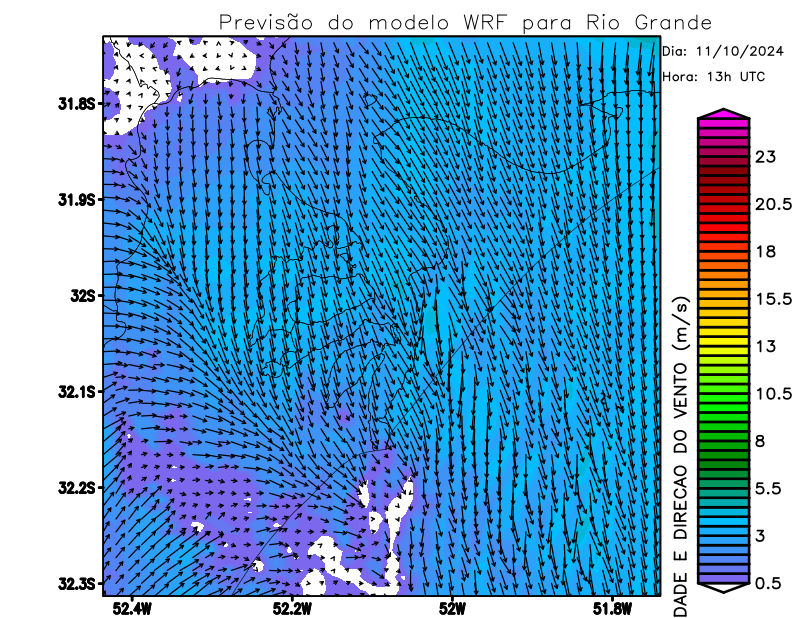 Previsão do modelo WRF para Rio Grande
Dia: 11/10/2024
Hora: 13h UTC
31.8S
31.9S
32S
32.1S
32.2S
32.3S
52.4W
52.2W
52W
51.8W
23
20.5
18
15.5
13
10.5
8
5.5
3
0.5
DADE E DIRECAO DO VENTO (m/s)